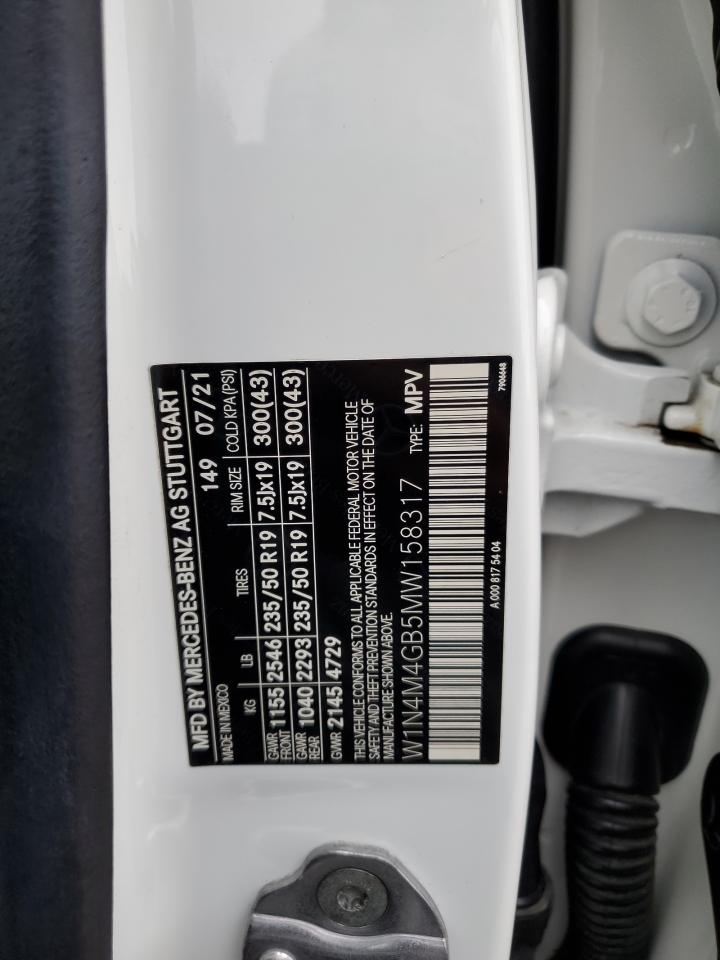 MFD BY MERCEDES-BENZ AG STUTTGART
MADE IN MEXICO 149 07/21
KG LB TIRES RIM SIZE COLD KPA (PSI)
GAWR FRONT 1155 2546 235/50 R19 7.5Jx19 300(43)
GAWR REAR 1040 2293 235/50 R19 7.5Jx19 300(43)
GVWR 2145 4729
THIS VEHICLE CONFORMS TO ALL APPLICABLE FEDERAL MOTOR VEHICLE
SAFETY AND THEFT PREVENTION STANDARDS IN EFFECT ON THE DATE OF
MANUFACTURE SHOWN ABOVE.
W1N4M4GB5MW158317 TYPE: MPV
A 000 817 54 04 7906648